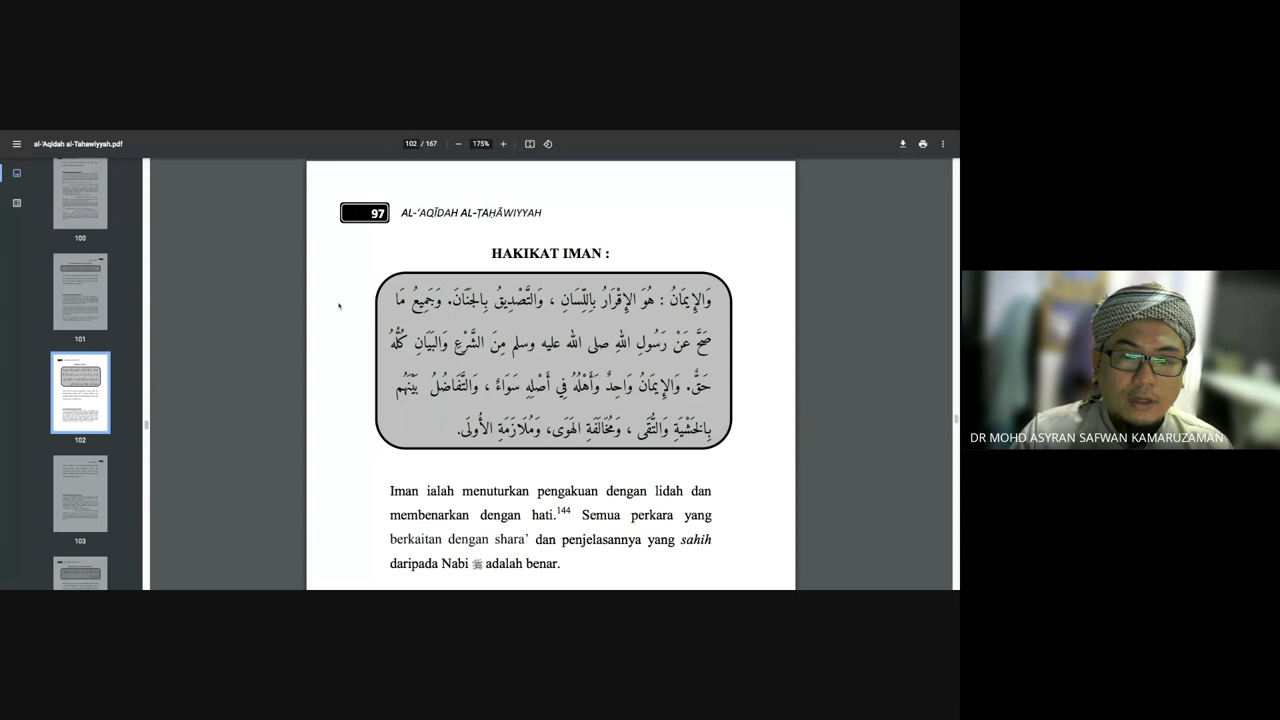 al-'Aqidah al-Tahawiyyah.pdf
102 / 167
175%
100
101
102
103
97
AL-‘AQĪDAH AL-ṬAḤĀWIYYAH
HAKIKAT IMAN :
وَالإِيمَانُ : هُوَ الإِقْرَارُ بِاللِّسَانِ ، وَالتَّصْدِيقُ بِالجَنَانَ. وَجَمِيعُ مَا
صَحَّ عَنْ رَسُولِ اللهِ صلى الله عليه وسلم مِنَ الشَّرْعِ وَالبَيَانِ كُلُّهُ
حَقٌّ. وَالإِيمَانُ وَاحِدٌ وَأَهْلُهُ فِي أَصْلِهِ سَوَاءٌ ، وَالتَّفَاضُلُ بَيْنَهُم
بِالخَشْيَةِ وَالتُّقَى ، وَمُخَالَفَةِ الهَوَى، وَمُلَازَمَةِ الأُولَى.
Iman ialah menuturkan pengakuan dengan lidah dan
membenarkan dengan hati.144 Semua perkara yang
berkaitan dengan shara’ dan penjelasannya yang sahih
daripada Nabi ﷺ adalah benar.
DR MOHD ASYRAN SAFWAN KAMARUZAMAN